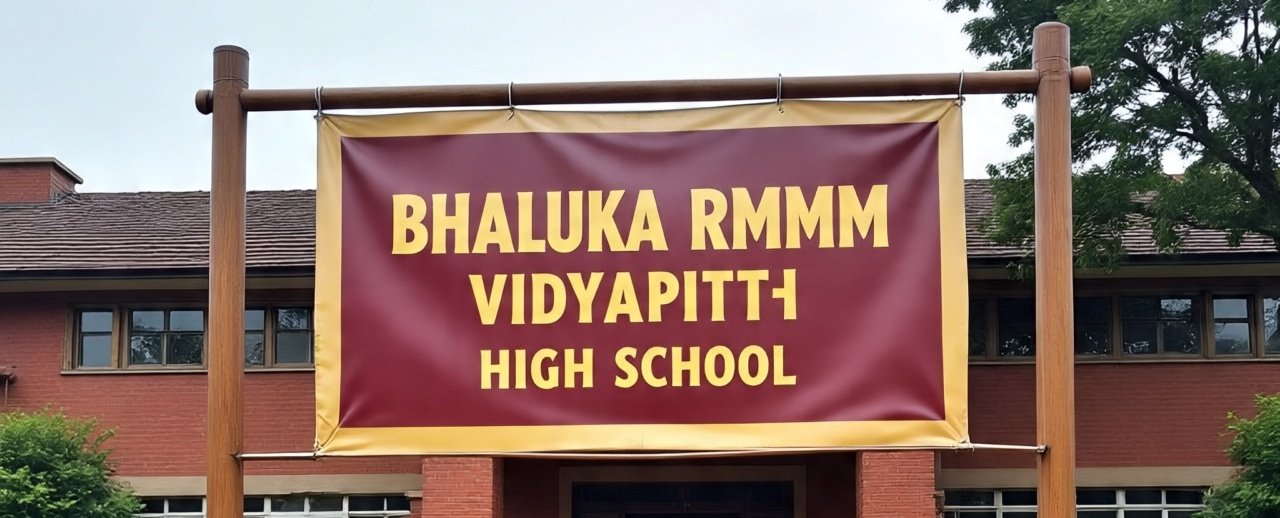 BHALUKA RMMM
VIDYAPITTH
HIGH SCHOOL